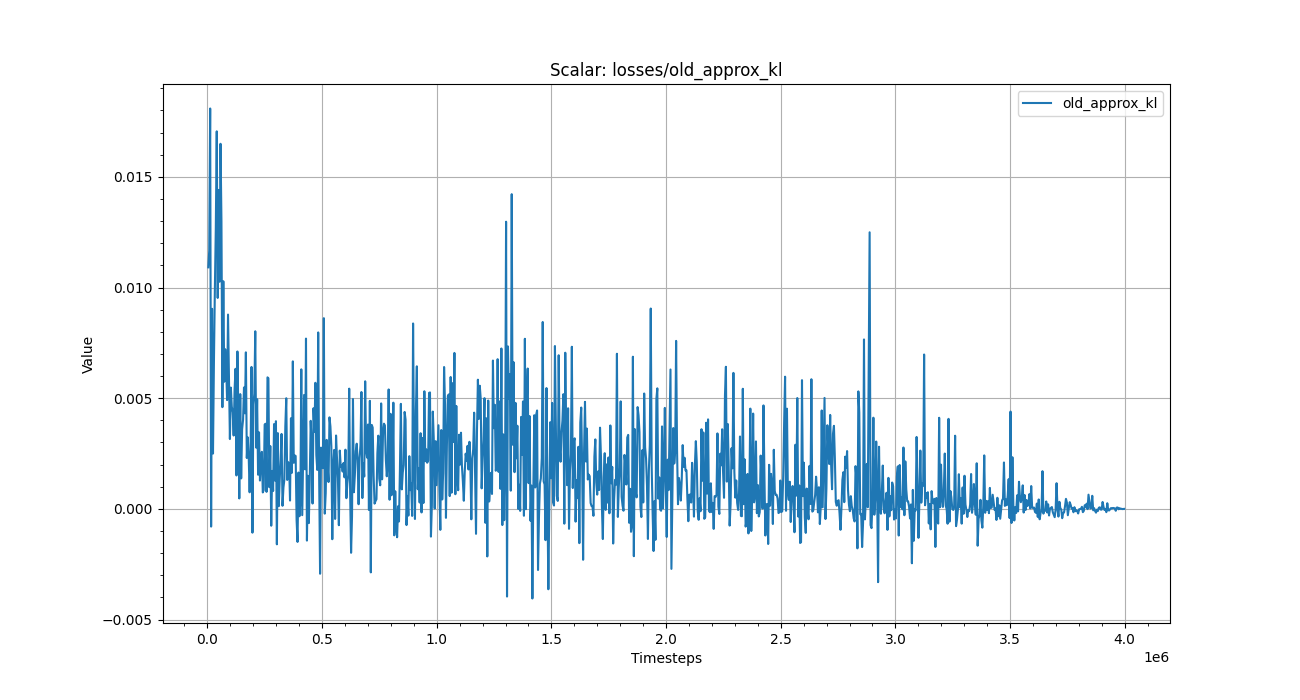 Scalar: losses/old_approx_kl
old_approx_kl
Value
0.015
0.010
0.005
0.000
−0.005
0.0 0.5 1.0 1.5 2.0 2.5 3.0 3.5 4.0
1e6
Timesteps